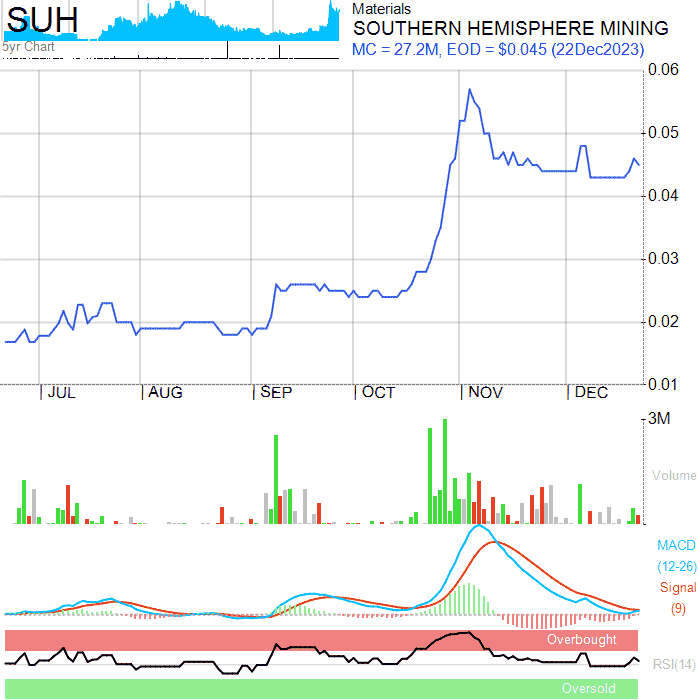 SUH
5yr Chart
Materials
SOUTHERN HEMISPHERE MINING
MC = 27.2M, EOD = $0.045 (22Dec2023)
0.06
0.05
0.04
0.03
0.02
0.01
JUL AUG SEP OCT NOV DEC
3M
Volume
MACD
(12-26)
Signal
(9)
Overbought
RSI(14)
Oversold